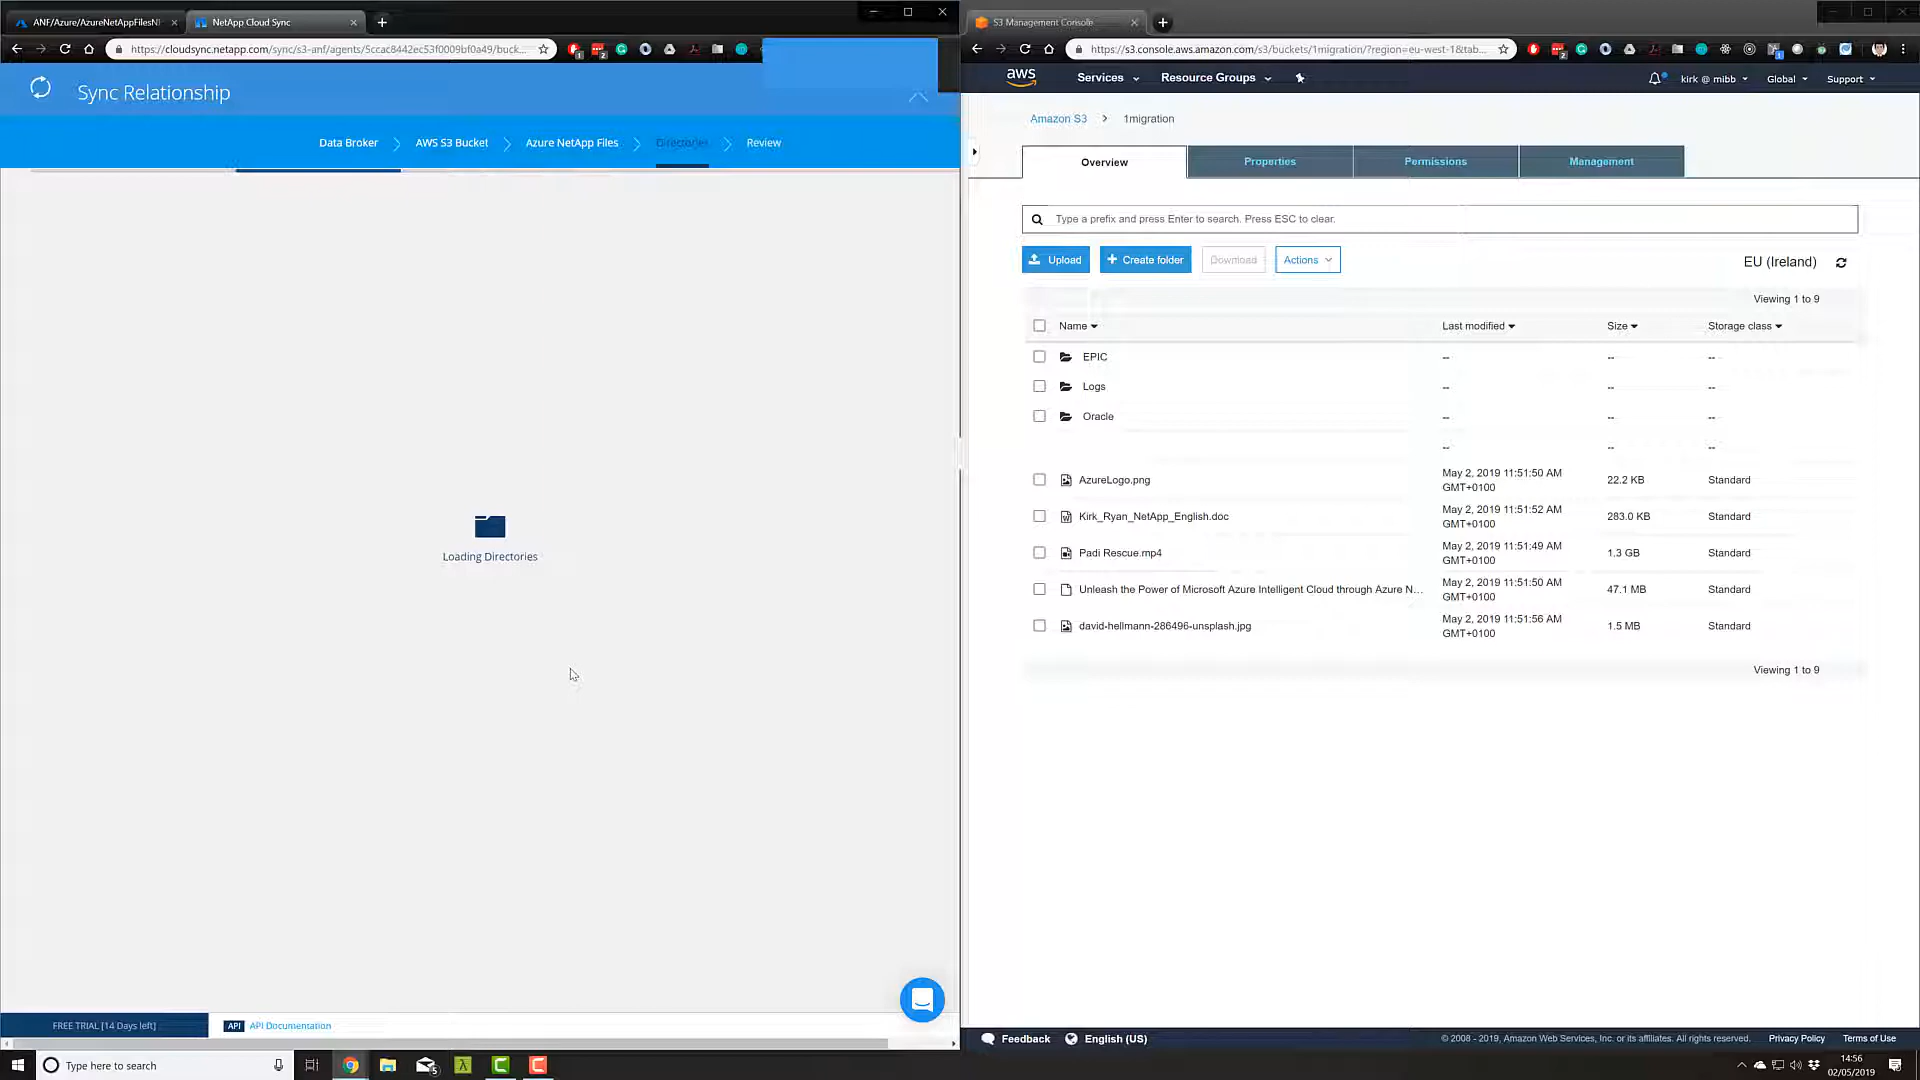 ANF/Azure/AzureNetAppFilesN
NetApp Cloud Sync
https://cloudsync.netapp.com/sync/s3-anf/agents/5ccac8442ec53f0009bf0a49/buck...
Sync Relationship
Data Broker
AWS S3 Bucket
Azure NetApp Files
Directories
Review
Loading Directories
FREE TRIAL [14 Days left]
API
API Documentation
S3 Management Console
https://s3.console.aws.amazon.com/s3/buckets/1migration/?region=eu-west-1&tab...
aws
Services
Resource Groups
kirk @ mibb
Global
Support
Amazon S3
1migration
Overview
Properties
Permissions
Management
Type a prefix and press Enter to search. Press ESC to clear.
Upload
Create folder
Download
Actions
EU (Ireland)
Viewing 1 to 9
Name
Last modified
Size
Storage class
EPIC -- -- --
Logs -- -- --
Oracle -- -- --
-- -- --
AzureLogo.png May 2, 2019 11:51:50 AM GMT+0100 22.2 KB Standard
Kirk_Ryan_NetApp_English.doc May 2, 2019 11:51:52 AM GMT+0100 283.0 KB Standard
Padi Rescue.mp4 May 2, 2019 11:51:49 AM GMT+0100 1.3 GB Standard
Unleash the Power of Microsoft Azure Intelligent Cloud through Azure N... May 2, 2019 11:51:50 AM GMT+0100 47.1 MB Standard
david-hellmann-286496-unsplash.jpg May 2, 2019 11:51:56 AM GMT+0100 1.5 MB Standard
Viewing 1 to 9
Feedback
English (US)
© 2008 - 2019, Amazon Web Services, Inc. or its affiliates. All rights reserved.
Privacy Policy
Terms of Use
Type here to search
14:56
02/05/2019